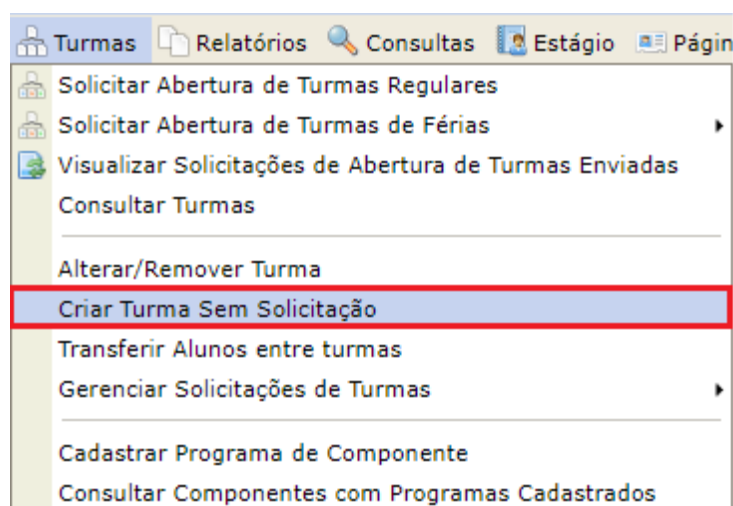 Turmas Relatórios Consultas Estágio Págin
Solicitar Abertura de Turmas Regulares
Solicitar Abertura de Turmas de Férias
Visualizar Solicitações de Abertura de Turmas Enviadas
Consultar Turmas
Alterar/Remover Turma
Criar Turma Sem Solicitação
Transferir Alunos entre turmas
Gerenciar Solicitações de Turmas
Cadastrar Programa de Componente
Consultar Componentes com Programas Cadastrados